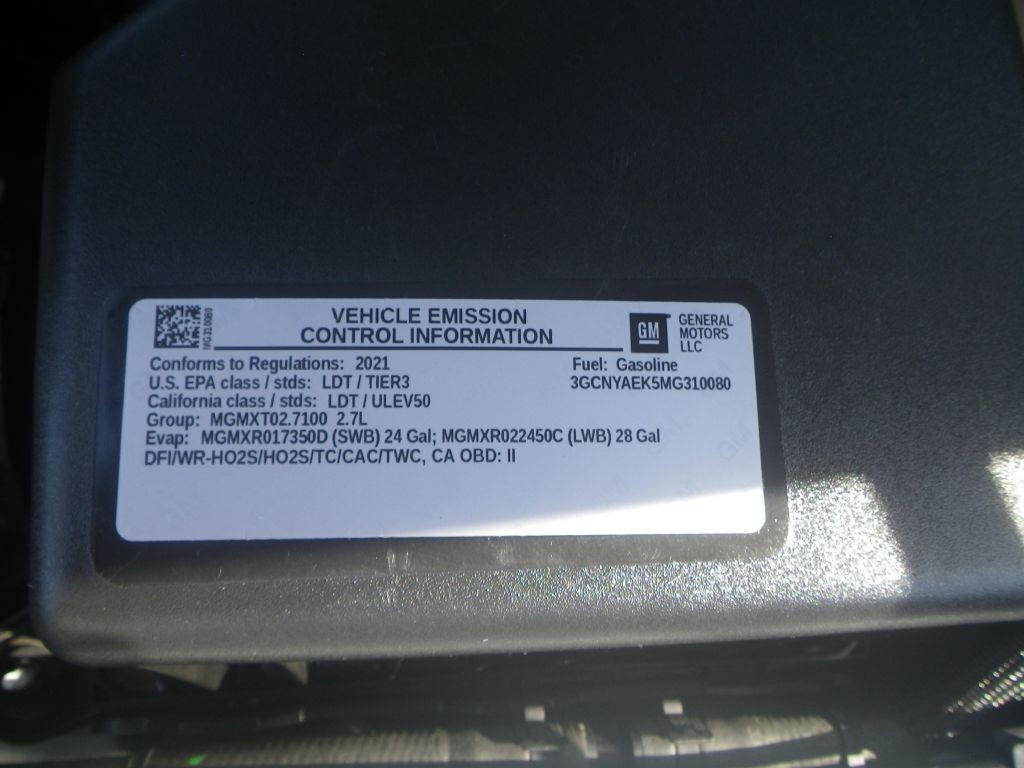 VEHICLE EMISSION
CONTROL INFORMATION
MG310080
GM
GENERAL
MOTORS
LLC
Conforms to Regulations: 2021
Fuel: Gasoline
U.S. EPA class / stds: LDT / TIER3
3GCNYAEK5MG310080
California class / stds: LDT / ULEV50
Group: MGMXT02.7100 2.7L
Evap: MGMXR017350D (SWB) 24 Gal; MGMXR022450C (LWB) 28 Gal
DFI/WR-HO2S/HO2S/TC/CAC/TWC, CA OBD: II